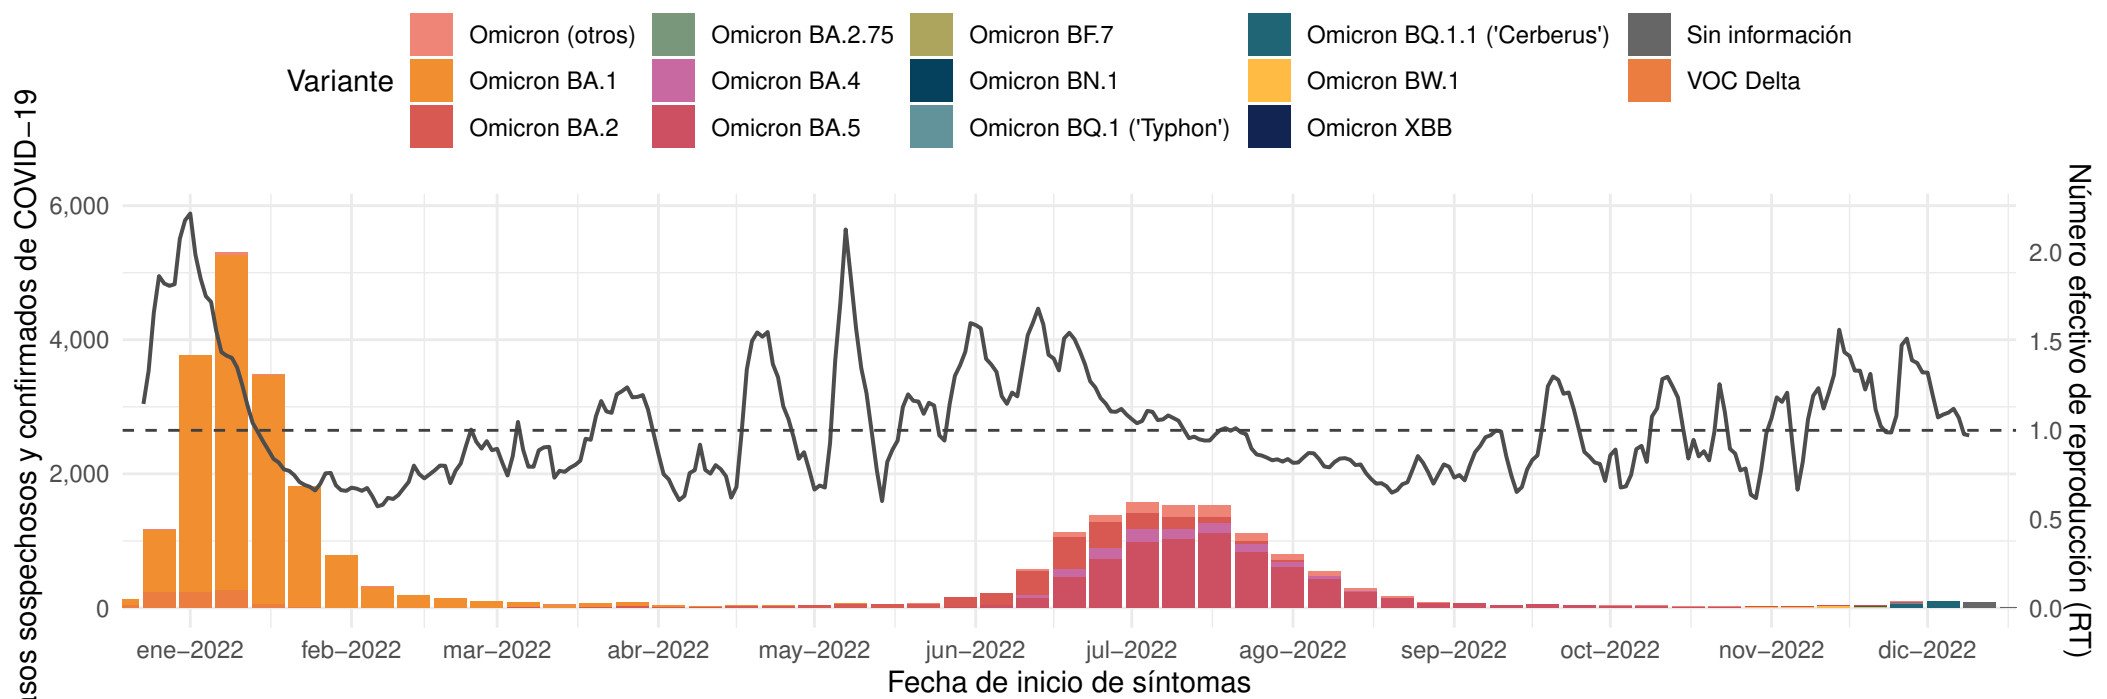 Variante
Omicron (otros)
Omicron BA.1
Omicron BA.2
Omicron BA.2.75
Omicron BA.4
Omicron BA.5
Omicron BF.7
Omicron BN.1
Omicron BQ.1 ('Typhon')
Omicron BQ.1.1 ('Cerberus')
Omicron BW.1
Omicron XBB
Sin información
VOC Delta
sospechosos y confirmados de COVID−19
6,000
4,000
2,000
0
2.0
1.5
1.0
0.5
0.0
Número efectivo de reproducción (RT)
ene−2022
feb−2022
mar−2022
abr−2022
may−2022
jun−2022
jul−2022
ago−2022
sep−2022
oct−2022
nov−2022
dic−2022
Fecha de inicio de síntomas